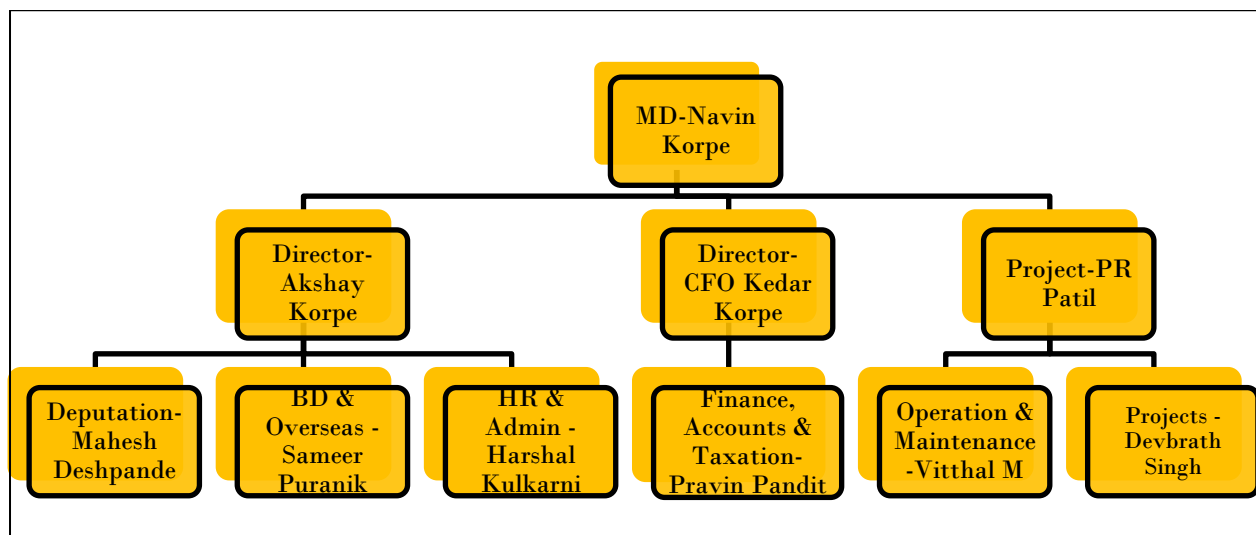 MD-Navin
Korpe
Director-
Akshay
Korpe
Director-
CFO Kedar
Korpe
Project-PR
Patil
Deputation-
Mahesh
Deshpande
BD &
Overseas -
Sameer
Puranik
HR &
Admin -
Harshal
Kulkarni
Finance,
Accounts &
Taxation-
Pravin Pandit
Operation &
Maintenance
-Vitthal M
Projects -
Devbrath
Singh